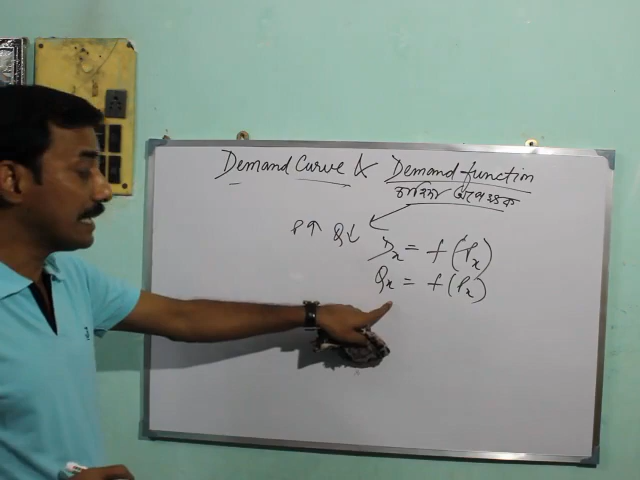 Demand Curve & Demand function
চাহিদা অপেক্ষক
P↑ Q↓ Dx = f(Px)
Qx = f(Px)